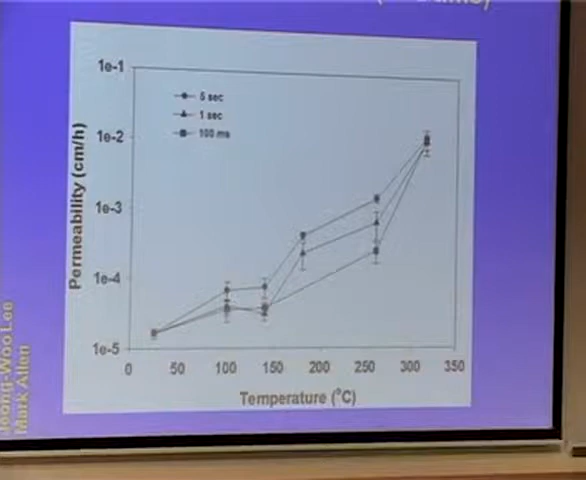 1e-1
5 sec
1 sec
100 ms
1e-2
Permeability (cm/h)
1e-3
1e-4
1e-5
0 50 100 150 200 250 300 350
Temperature (°C)
Jeong-Woo Lee
Mark Allen